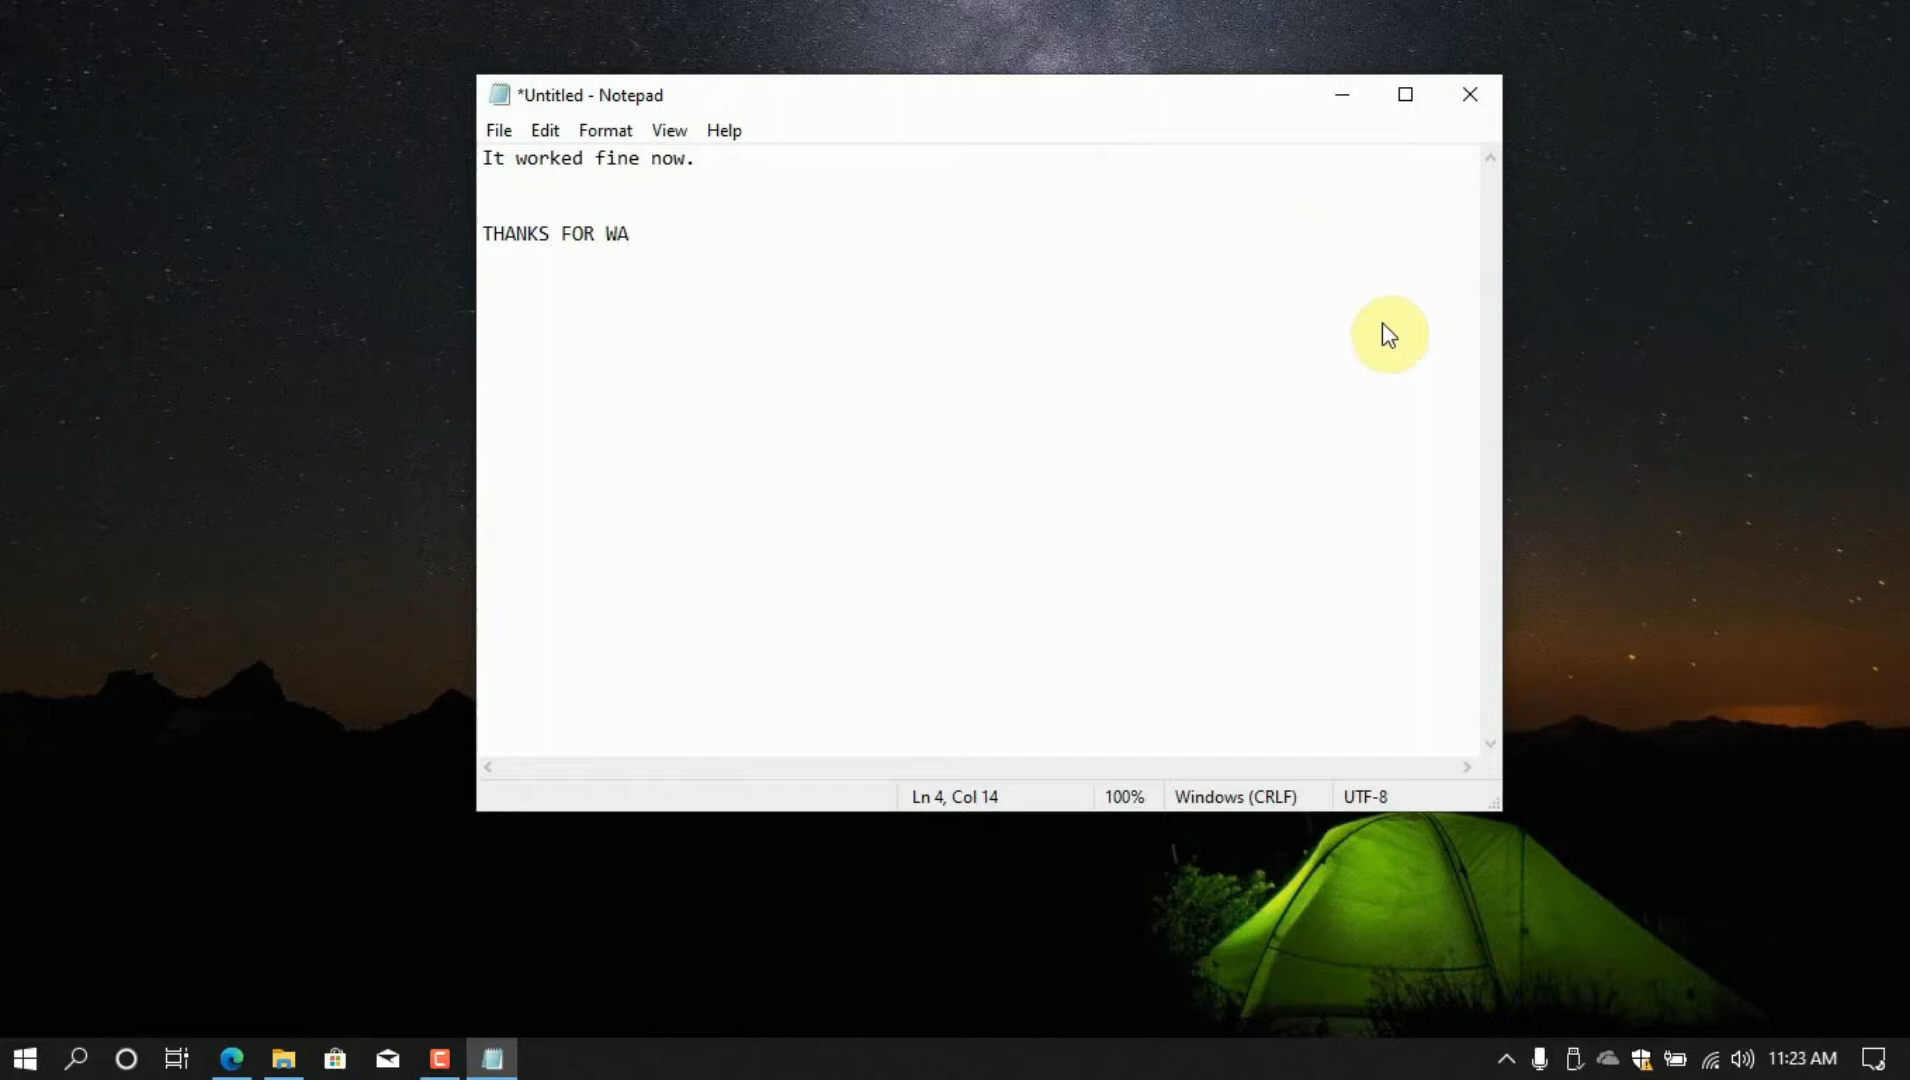 *Untitled - Notepad
File Edit Format View Help
It worked fine now.
THANKS FOR WA
Ln 4, Col 14 100% Windows (CRLF) UTF-8
11:23 AM